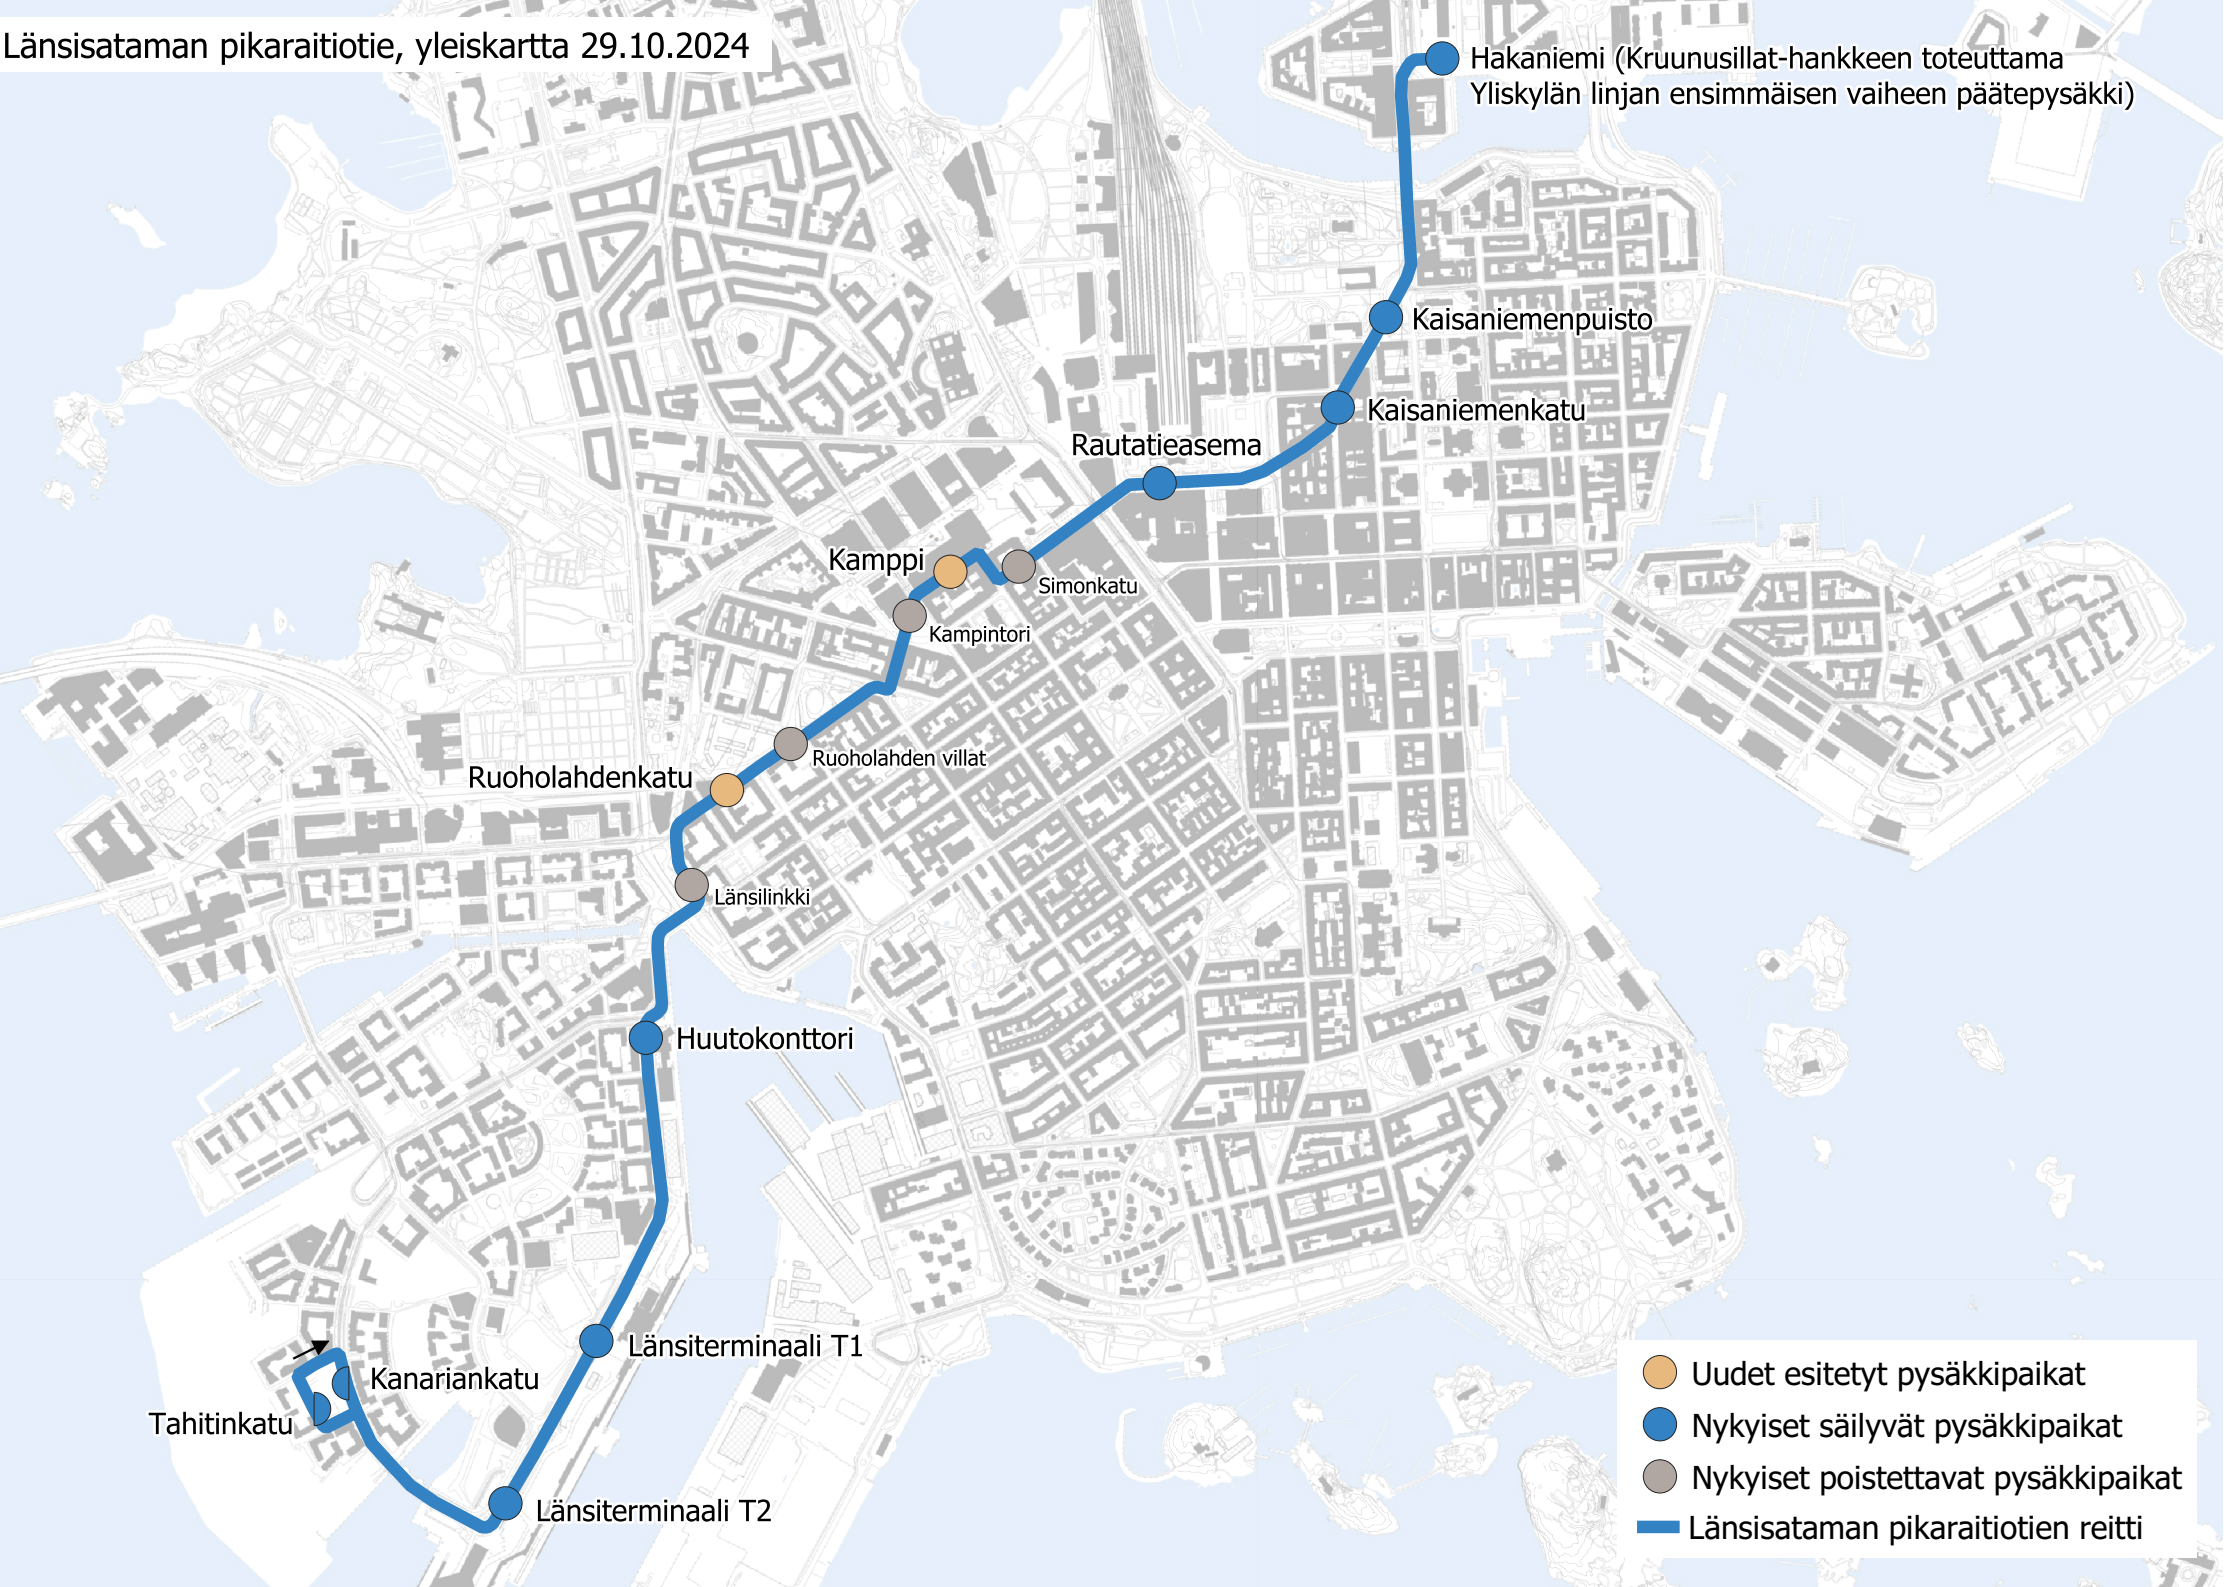 Länsisataman pikaraitiotie, yleiskartta 29.10.2024
Hakaniemi (Kruunusillat-hankkeen toteuttama
Yliskylän linjan ensimmäisen vaiheen päätepysäkki)
Kaisaniemenpuisto
Kaisaniemenkatu
Rautatieasema
Kamppi
Simonkatu
Kampintori
Ruoholahden villat
Ruoholahdenkatu
Länsilinkki
Huutokonttori
Länsiterminaali T1
Kanariankatu
Tahitinkatu
Länsiterminaali T2
Uudet esitetyt pysäkkipaikat
Nykyiset säilyvät pysäkkipaikat
Nykyiset poistettavat pysäkkipaikat
Länsisataman pikaraitiotien reitti